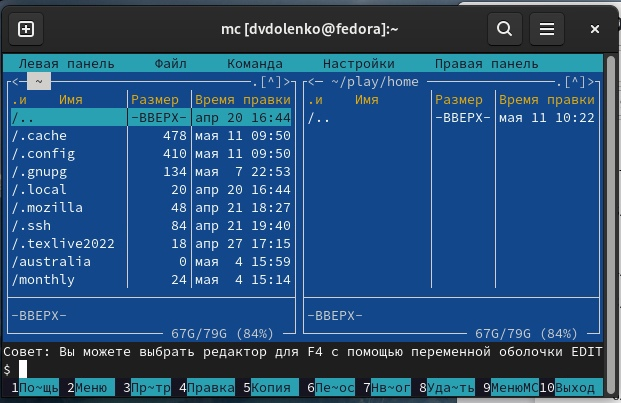 mc [dvdolenko@fedora]:~
Левая панель Файл Команда Настройки Правая панель
<─ ~ .[^]>
<─ ~/play/home .[^]>
.и Имя Размер Время правки
/.. -ВВЕРХ- апр 20 16:44
/.cache 478 мая 11 09:50
/.config 410 мая 11 09:50
/.gnupg 134 мая 7 22:53
/.local 20 апр 20 16:44
/.mozilla 48 апр 21 18:27
/.ssh 84 апр 21 19:40
/.texlive2022 18 апр 27 17:15
/australia 0 мая 4 15:59
/monthly 24 мая 4 15:14
-ВВЕРХ-
67G/79G (84%)
.и Имя Размер Время правки
/.. -ВВЕРХ- мая 11 10:22
-ВВЕРХ-
67G/79G (84%)
Совет: Вы можете выбрать редактор для F4 с помощью переменной оболочки EDIT
$
1По~щь 2Меню 3Пр~тр 4Правка 5Копия 6Пе~ос 7Нв~ог 8Уда~ть 9МенюMC 10Выход